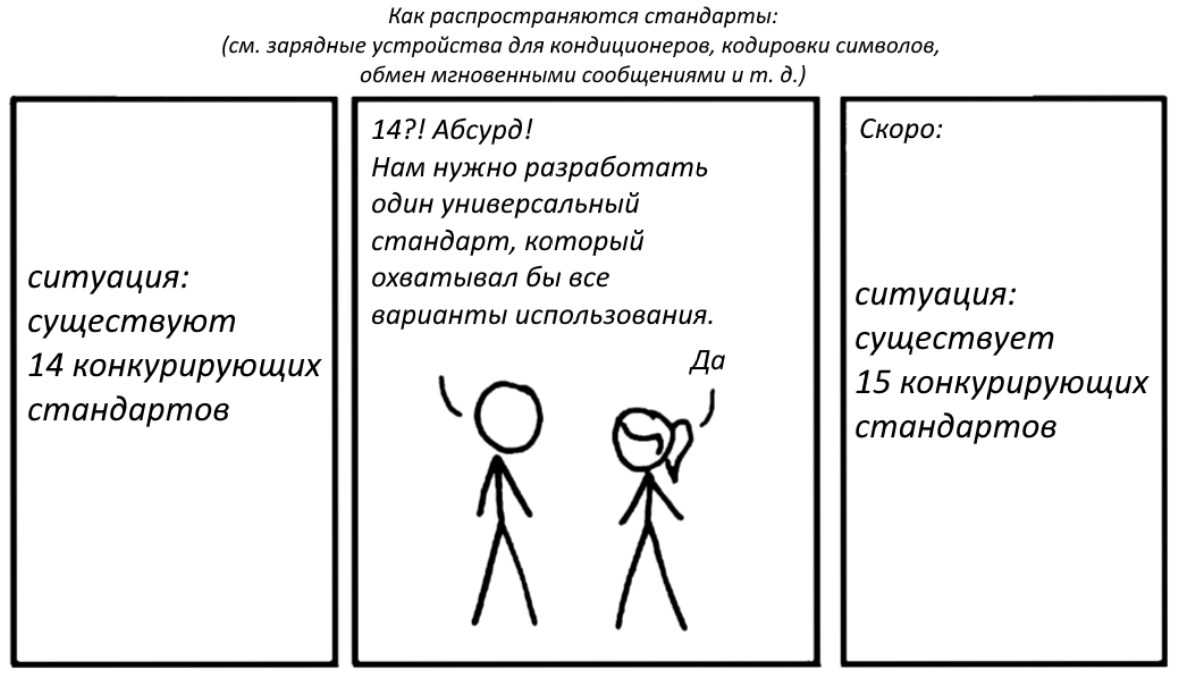 Как распространяются стандарты:
(см. зарядные устройства для кондиционеров, кодировки символов,
обмен мгновенными сообщениями и т. д.)
ситуация:
существуют
14 конкурирующих
стандартов
14?! Абсурд!
Нам нужно разработать
один универсальный
стандарт, который
охватывал бы все
варианты использования.
Да
Скоро:
ситуация:
существует
15 конкурирующих
стандартов